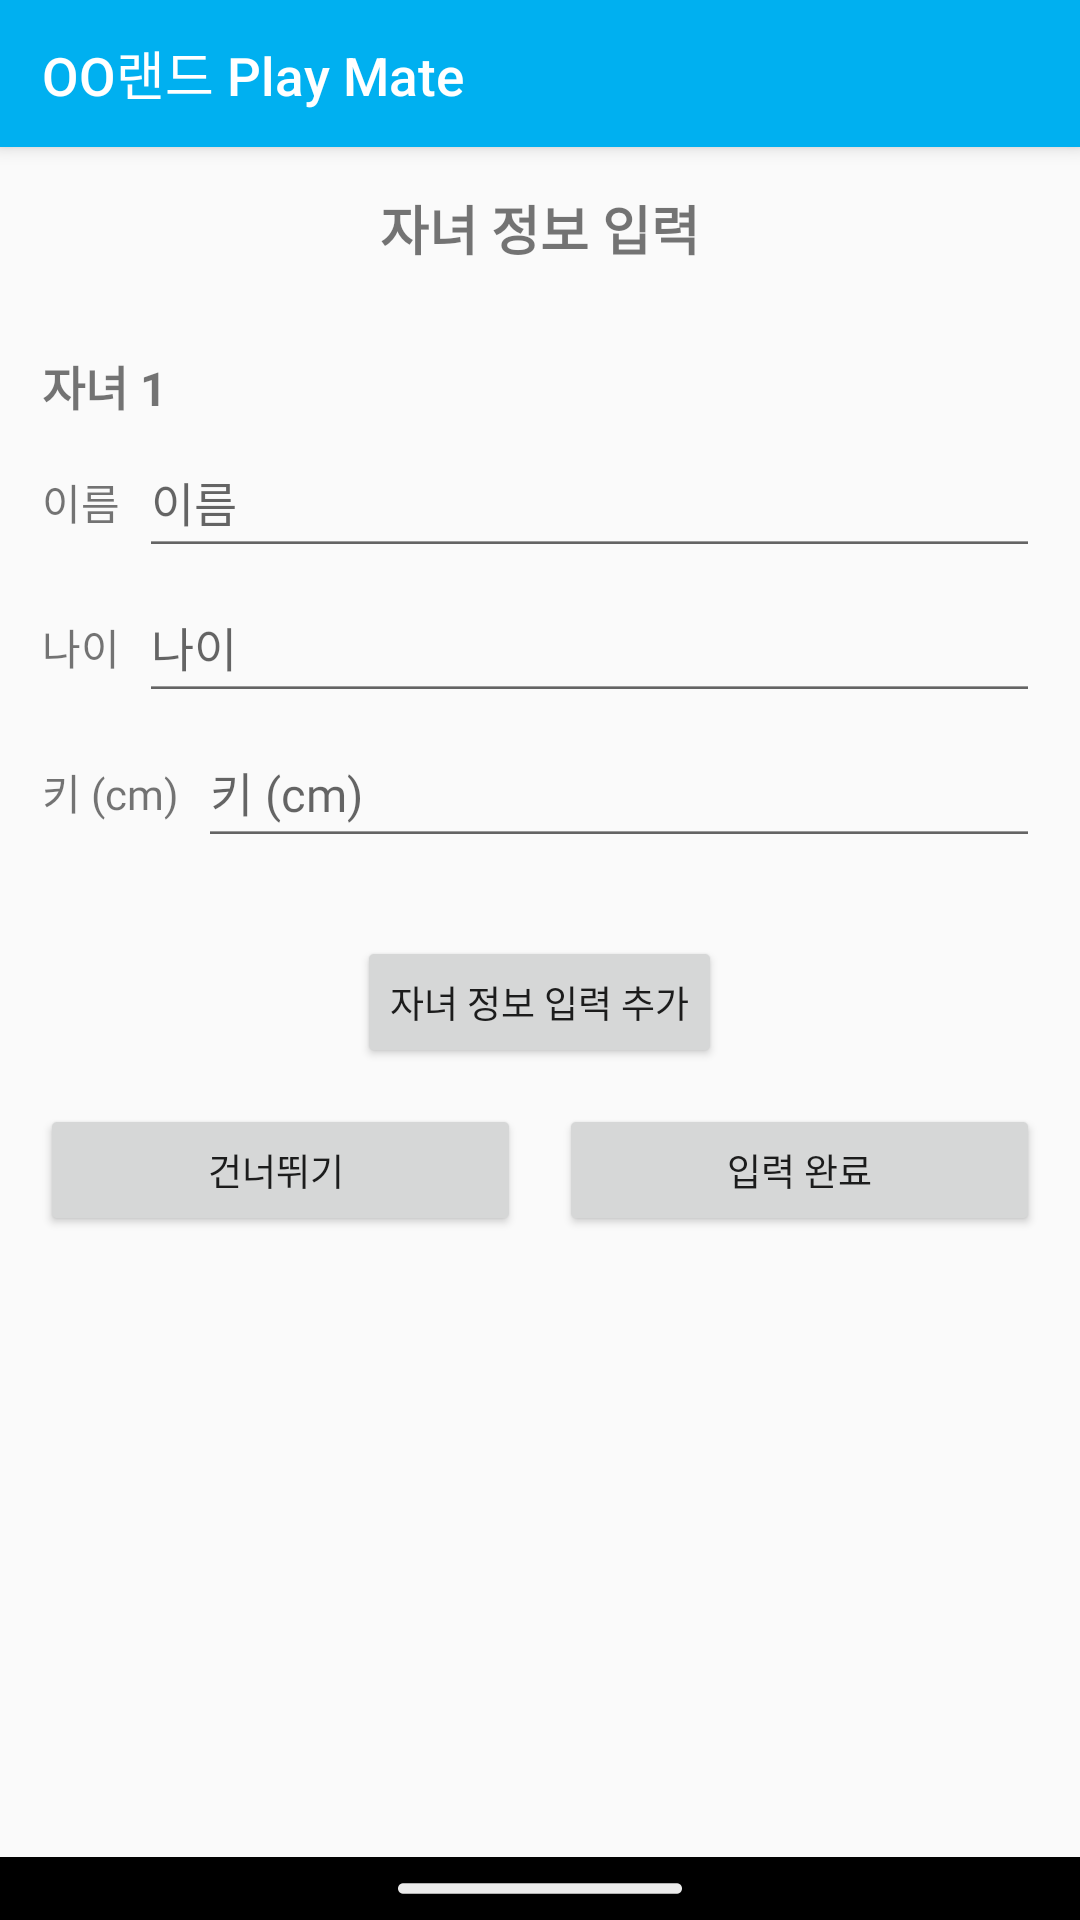 OO랜드 Play Mate
자녀 정보 입력
자녀 1
이름 이름
나이 나이
키 (cm) 키 (cm)
자녀 정보 입력 추가
건너뛰기 입력 완료